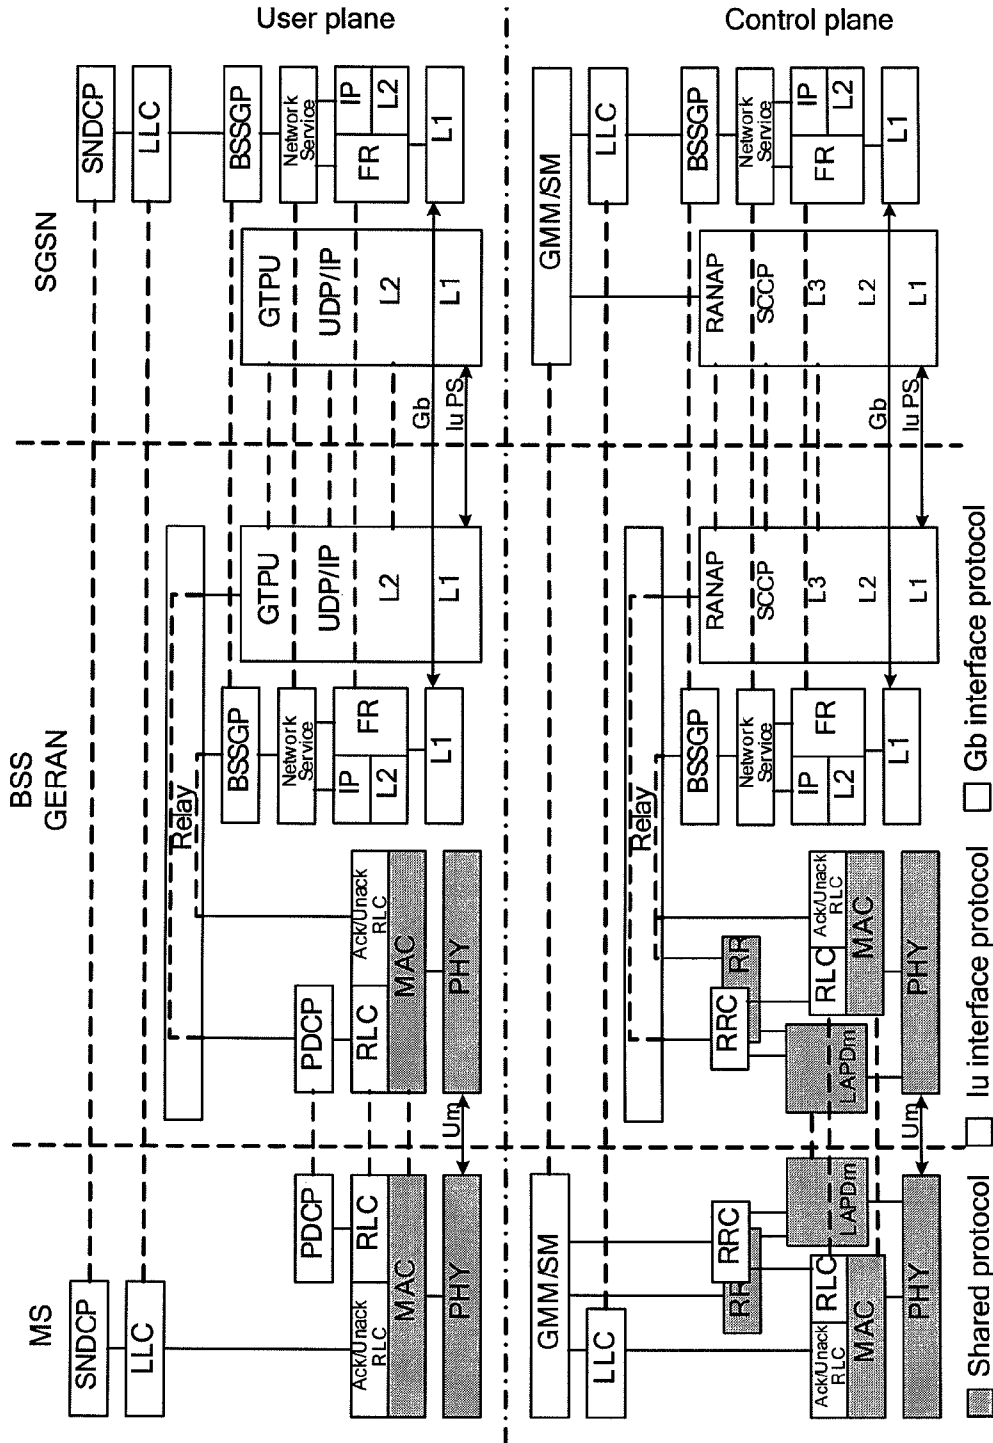 MS
BSS
GERAN
SGSN
User plane
SNDCP
SNDCP
LLC
LLC
Relay
PDCP
PDCP
Ack/Unack
RLC
RLC
RLC
Ack/Unack
RLC
MAC
MAC
PHY
Um
PHY
BSSGP
BSSGP
Network
Service
Network
Service
IP
L2
FR
FR
IP
L2
L1
L1
GTPU
UDP/IP
L2
L1
GTPU
UDP/IP
L2
L1
Gb
Iu PS
Control plane
GMM/SM
GMM/SM
LLC
LLC
Relay
RRC
RR
RRC
RR
LAPDm
LAPDm
Ack/Unack
RLC
RLC
RLC
Ack/Unack
RLC
MAC
MAC
PHY
Um
PHY
BSSGP
BSSGP
Network
Service
Network
Service
IP
L2
FR
FR
IP
L2
L1
L1
RANAP
SCCP
L3
L2
L1
RANAP
SCCP
L3
L2
L1
Gb
Iu PS
Shared protocol
Iu interface protocol
Gb interface protocol